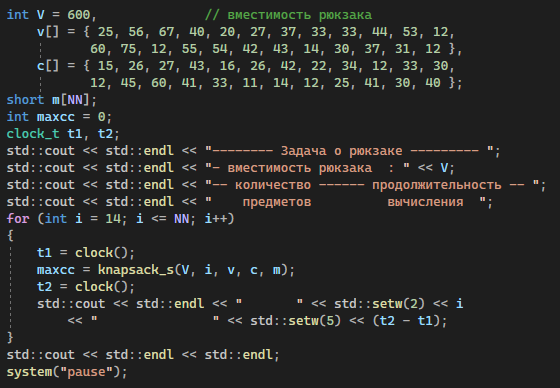 int V = 600,              // вместимость рюкзака
    v[] = { 25, 56, 67, 40, 20, 27, 37, 33, 33, 44, 53, 12,
           60, 75, 12, 55, 54, 42, 43, 14, 30, 37, 31, 12 },
    c[] = { 15, 26, 27, 43, 16, 26, 42, 22, 34, 12, 33, 30,
           12, 45, 60, 41, 33, 11, 14, 12, 25, 41, 30, 40 };
short m[NN];
int maxcc = 0;
clock_t t1, t2;
std::cout << std::endl << "-------- Задача о рюкзаке --------- ";
std::cout << std::endl << "- вместимость рюкзака  : " << V;
std::cout << std::endl << "-- количество ------ продолжительность -- ";
std::cout << std::endl << "    предметов          вычисления  ";
for (int i = 14; i <= NN; i++)
{
    t1 = clock();
    maxcc = knapsack_s(V, i, v, c, m);
    t2 = clock();
    std::cout << std::endl << "       " << std::setw(2) << i
        << "               " << std::setw(5) << (t2 - t1);
}
std::cout << std::endl << std::endl;
system("pause");